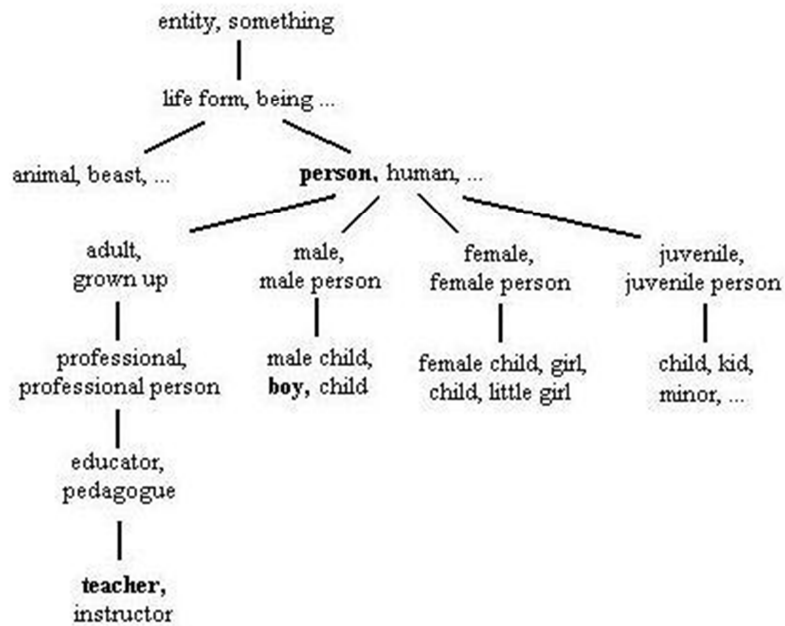 entity, something
life form, being ...
animal, beast, ...
person, human, ...
adult,
grown up
male,
male person
female,
female person
juvenile,
juvenile person
professional,
professional person
male child,
boy, child
female child, girl,
child, little girl
child, kid,
minor, ...
educator,
pedagogue
teacher,
instructor